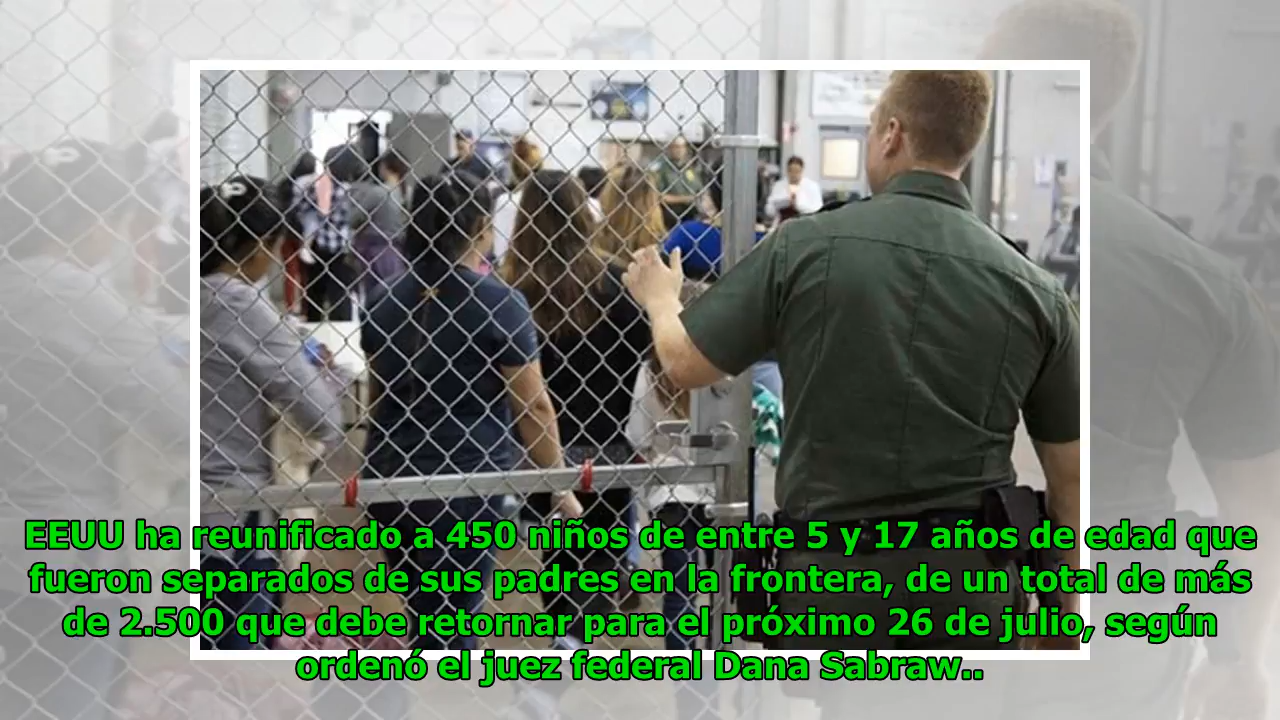 EEUU ha reunificado a 450 niños de entre 5 y 17 años de edad que
fueron separados de sus padres en la frontera, de un total de más
de 2.500 que debe retornar para el próximo 26 de julio, según
ordenó el juez federal Dana Sabraw..